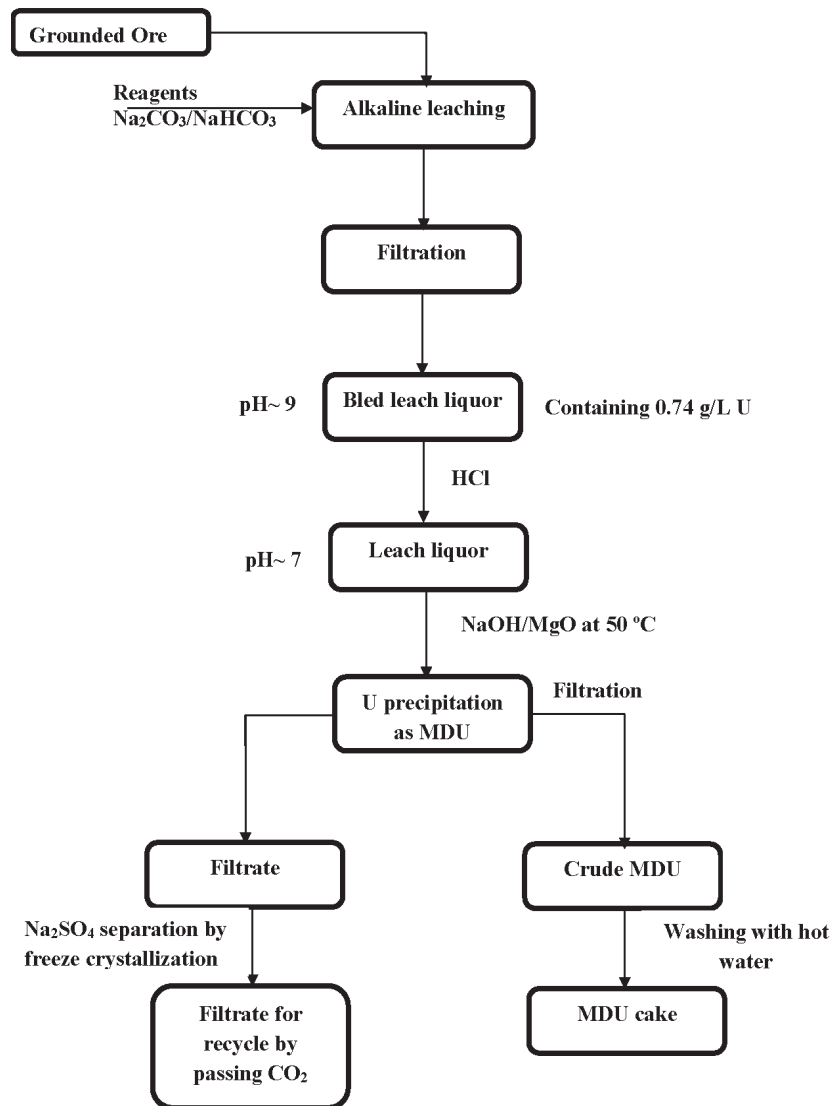 Grounded Ore
Reagents
Na₂CO₃/NaHCO₃
Alkaline leaching
Filtration
pH~ 9
Bled leach liquor
Containing 0.74 g/L U
HCl
pH~ 7
Leach liquor
NaOH/MgO at 50 ºC
U precipitation
as MDU
Filtration
Filtrate
Crude MDU
Na₂SO₄ separation by
freeze crystallization
Washing with hot
water
Filtrate for
recycle by
passing CO₂
MDU cake